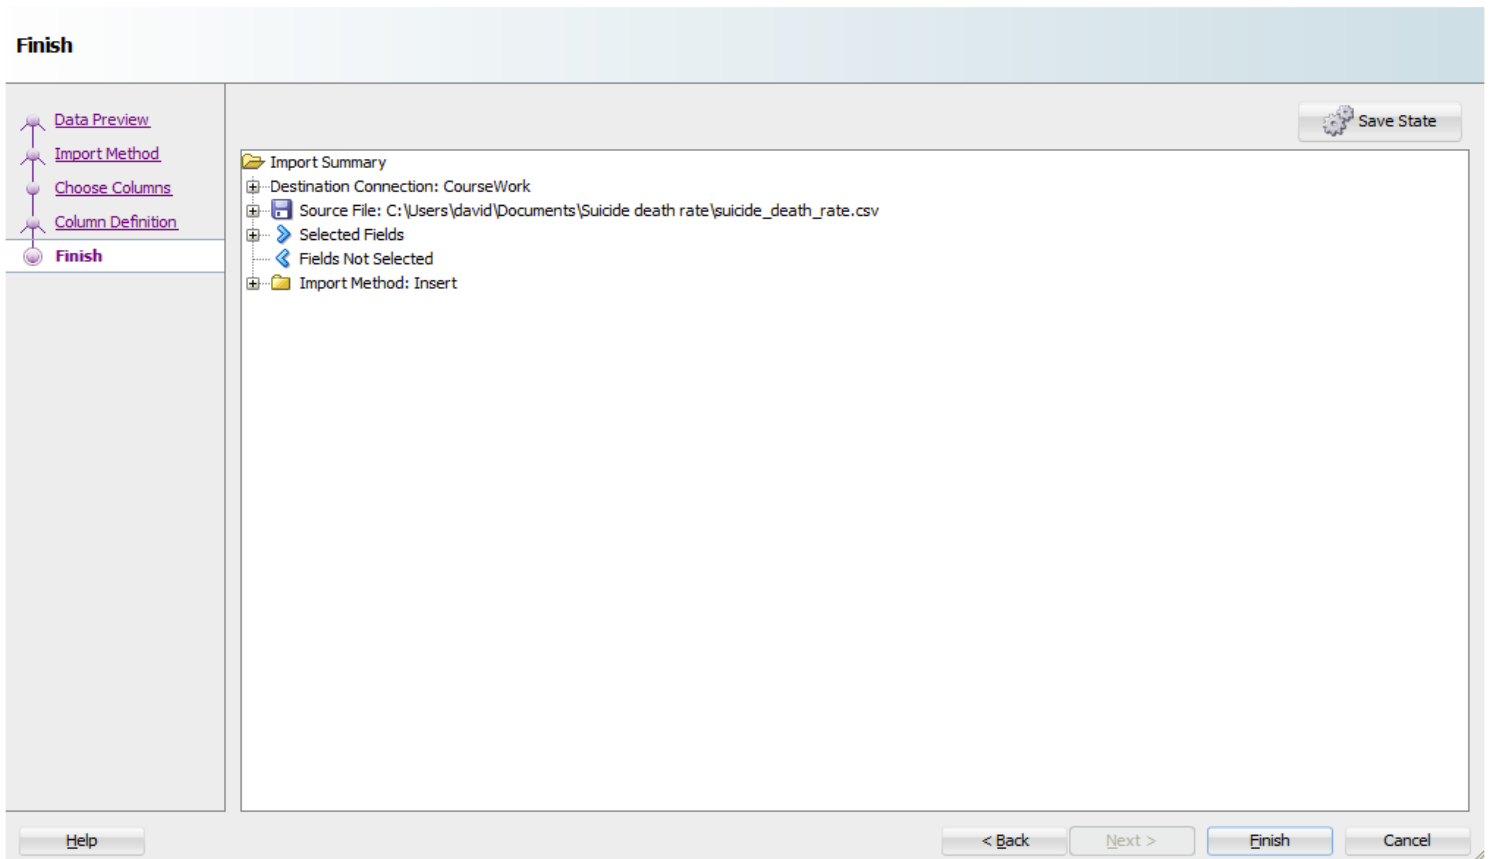 Finish
Data Preview
Import Method
Choose Columns
Column Definition
Finish
Save State
Import Summary
Destination Connection: CourseWork
Source File: C:\Users\david\Documents\Suicide death rate\suicide_death_rate.csv
Selected Fields
Fields Not Selected
Import Method: Insert
Help
< Back
Next >
Finish
Cancel